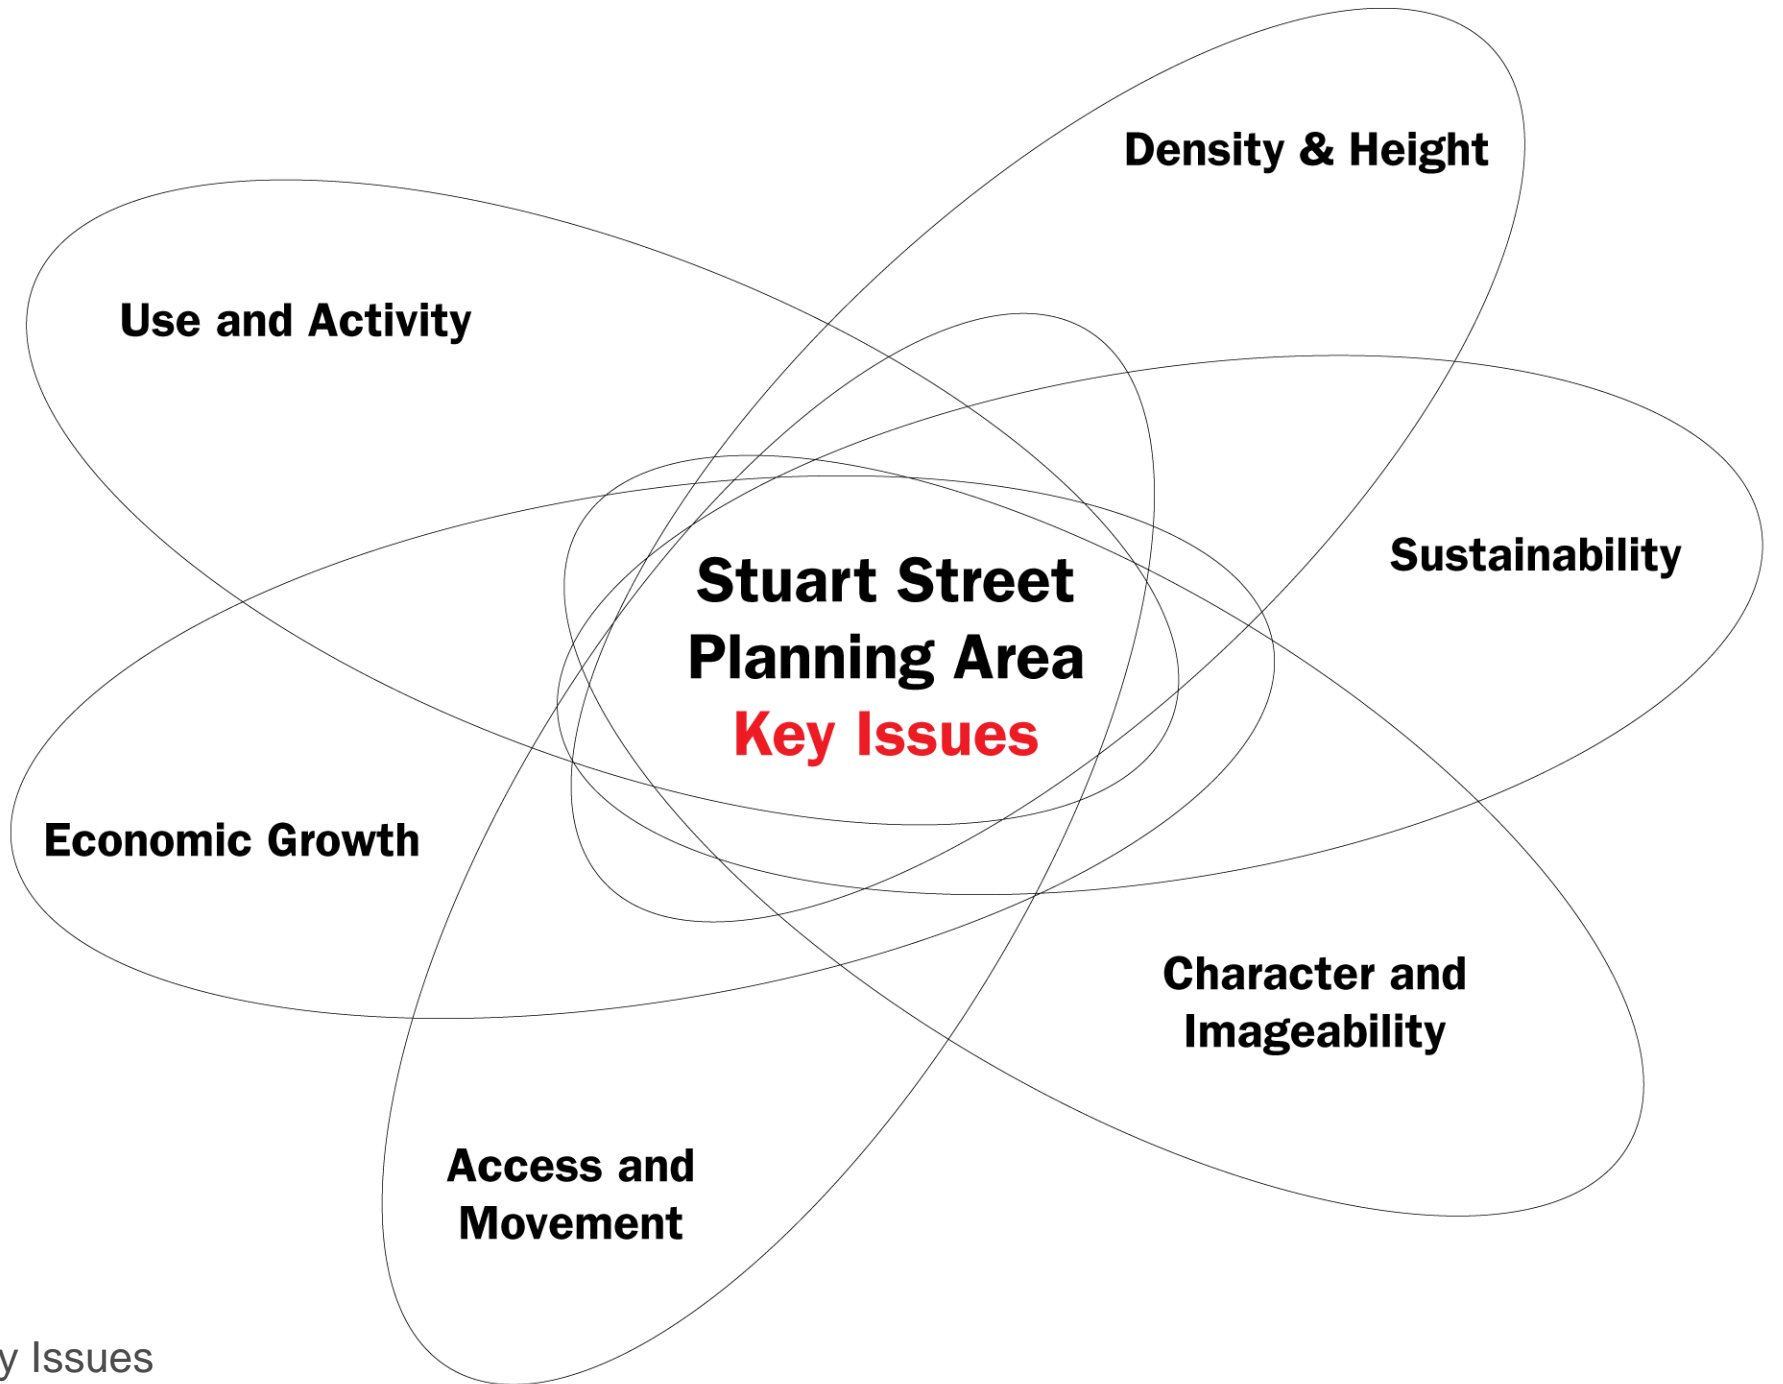 Density & Height
Use and Activity
Sustainability
Stuart Street
Planning Area
Key Issues
Economic Growth
Character and
Imageability
Access and
Movement
y Issues